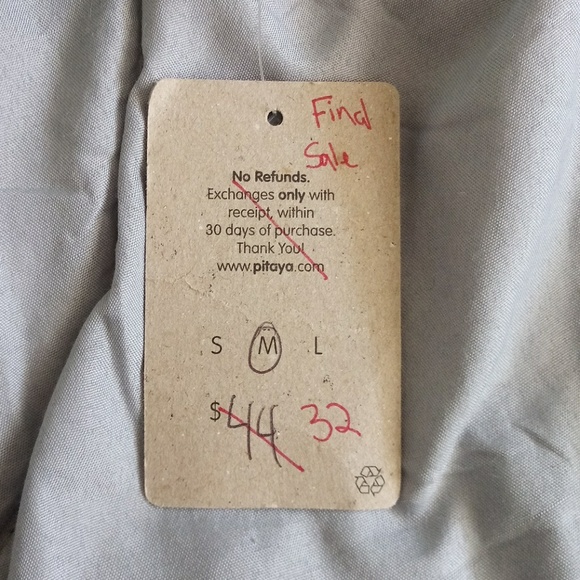 Final
Sale
No Refunds.
Exchanges only with
receipt, within
30 days of purchase.
Thank You!
www.pitaya.com
S M L
$44 32